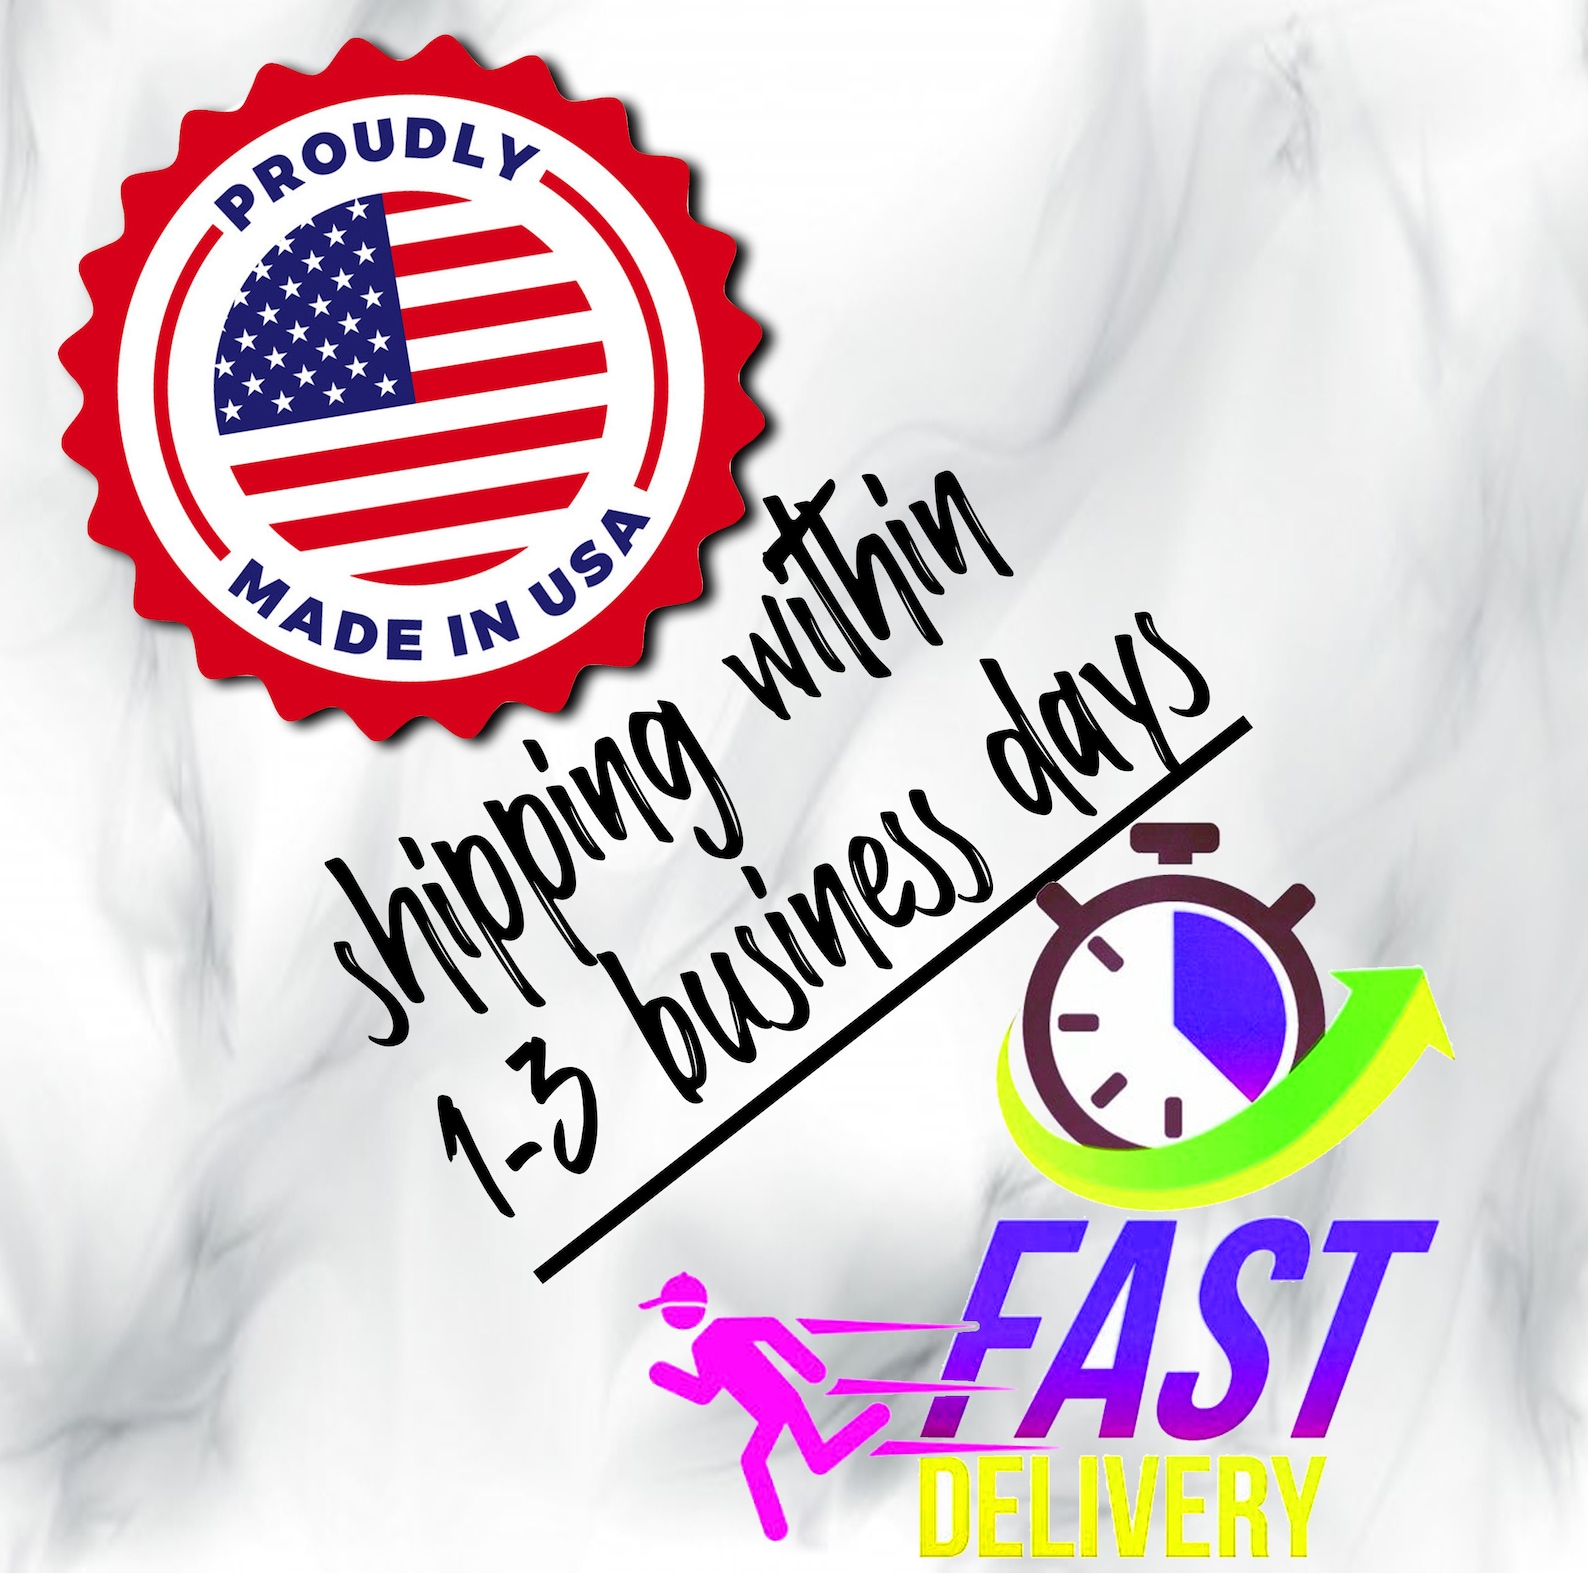 PROUDLY
MADE IN USA
shipping within
1-3 business days
FAST
DELIVERY